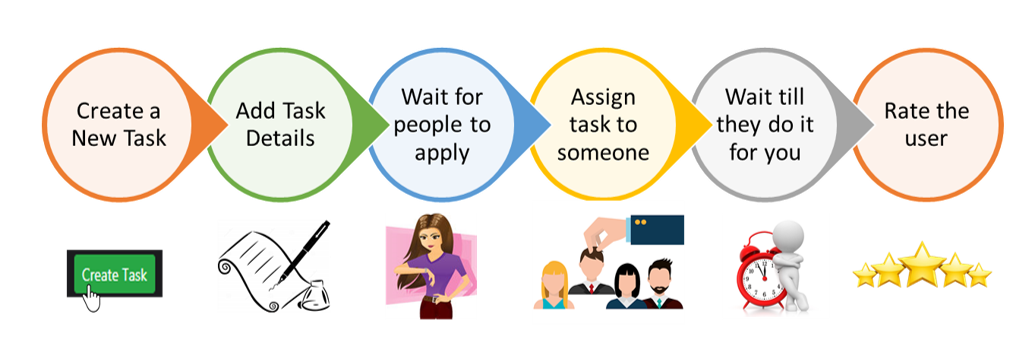 Create a
New Task
Add Task
Details
Wait for
people to
apply
Assign
task to
someone
Wait till
they do it
for you
Rate the
user
Create Task